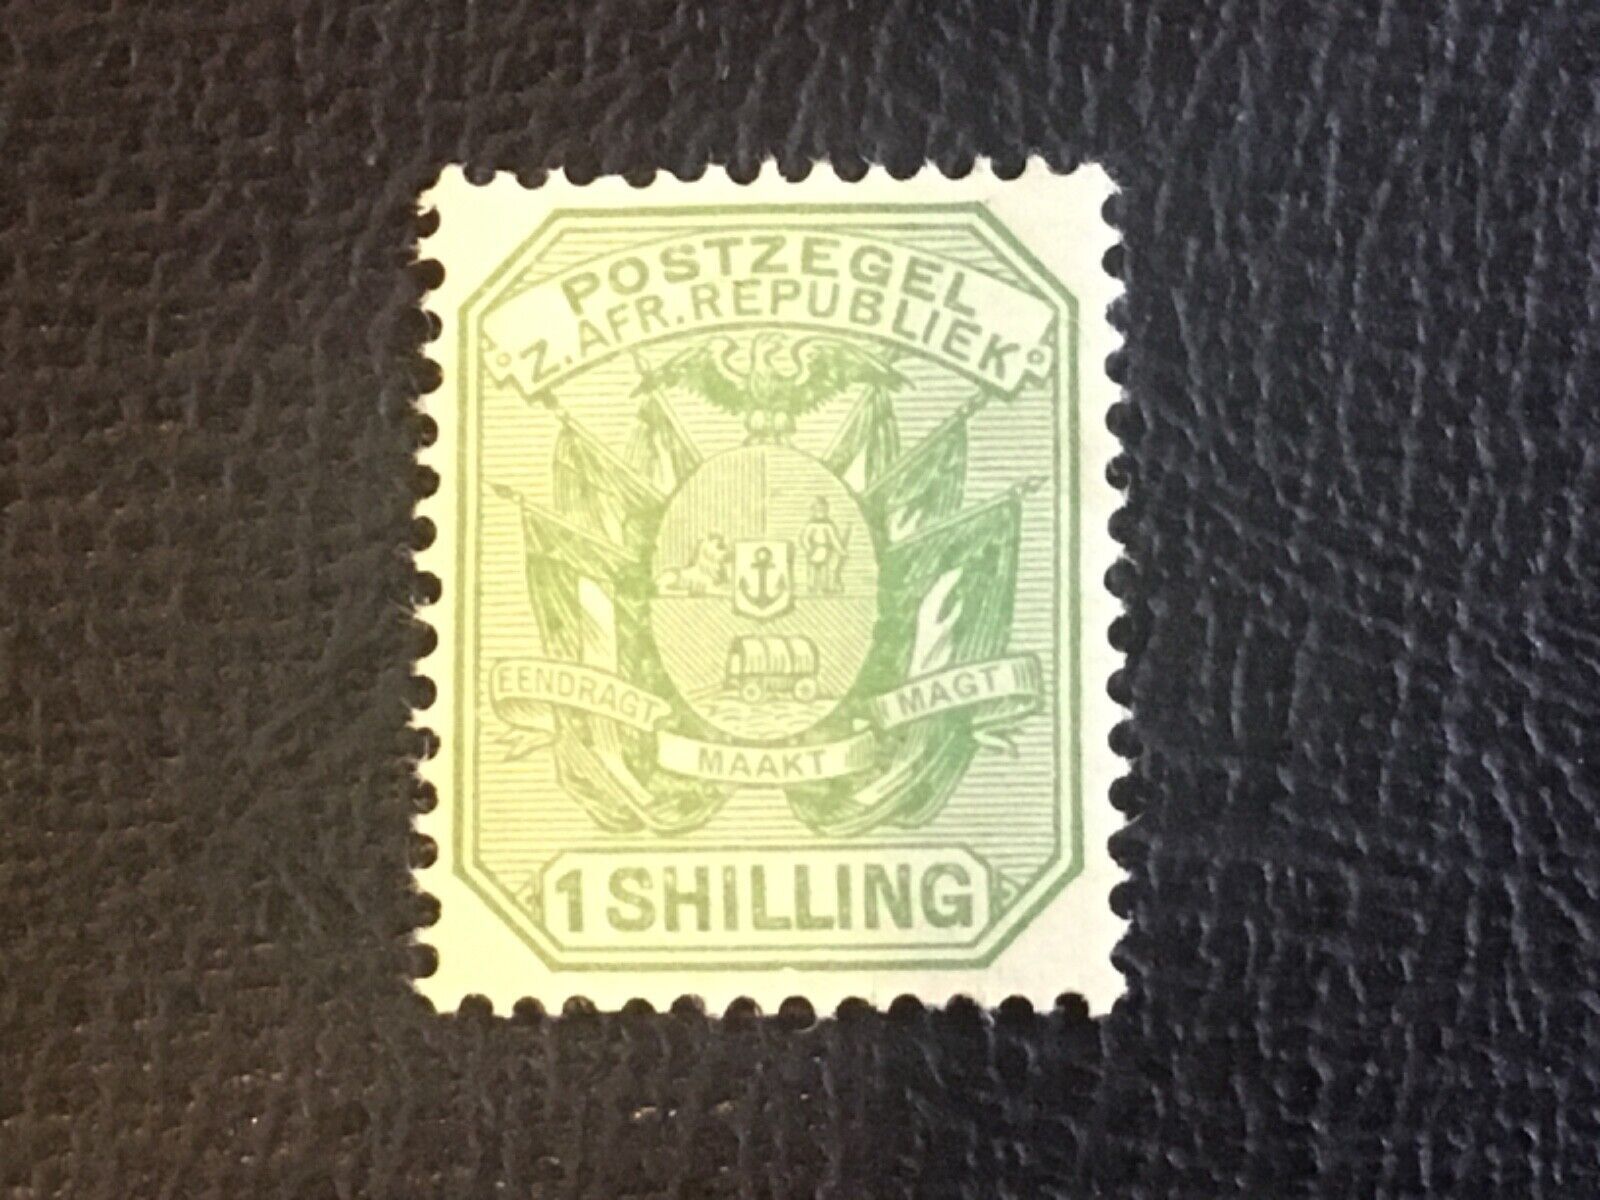 POSTZEGEL
Z.AFR.REPUBLIEK
EENDRAGT MAAKT MAGT
1 SHILLING